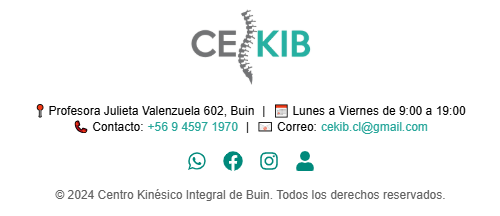 CEKIB
Profesora Julieta Valenzuela 602, Buin | Lunes a Viernes de 9:00 a 19:00
Contacto: +56 9 4597 1970 | Correo: cekib.cl@gmail.com
© 2024 Centro Kinésico Integral de Buin. Todos los derechos reservados.